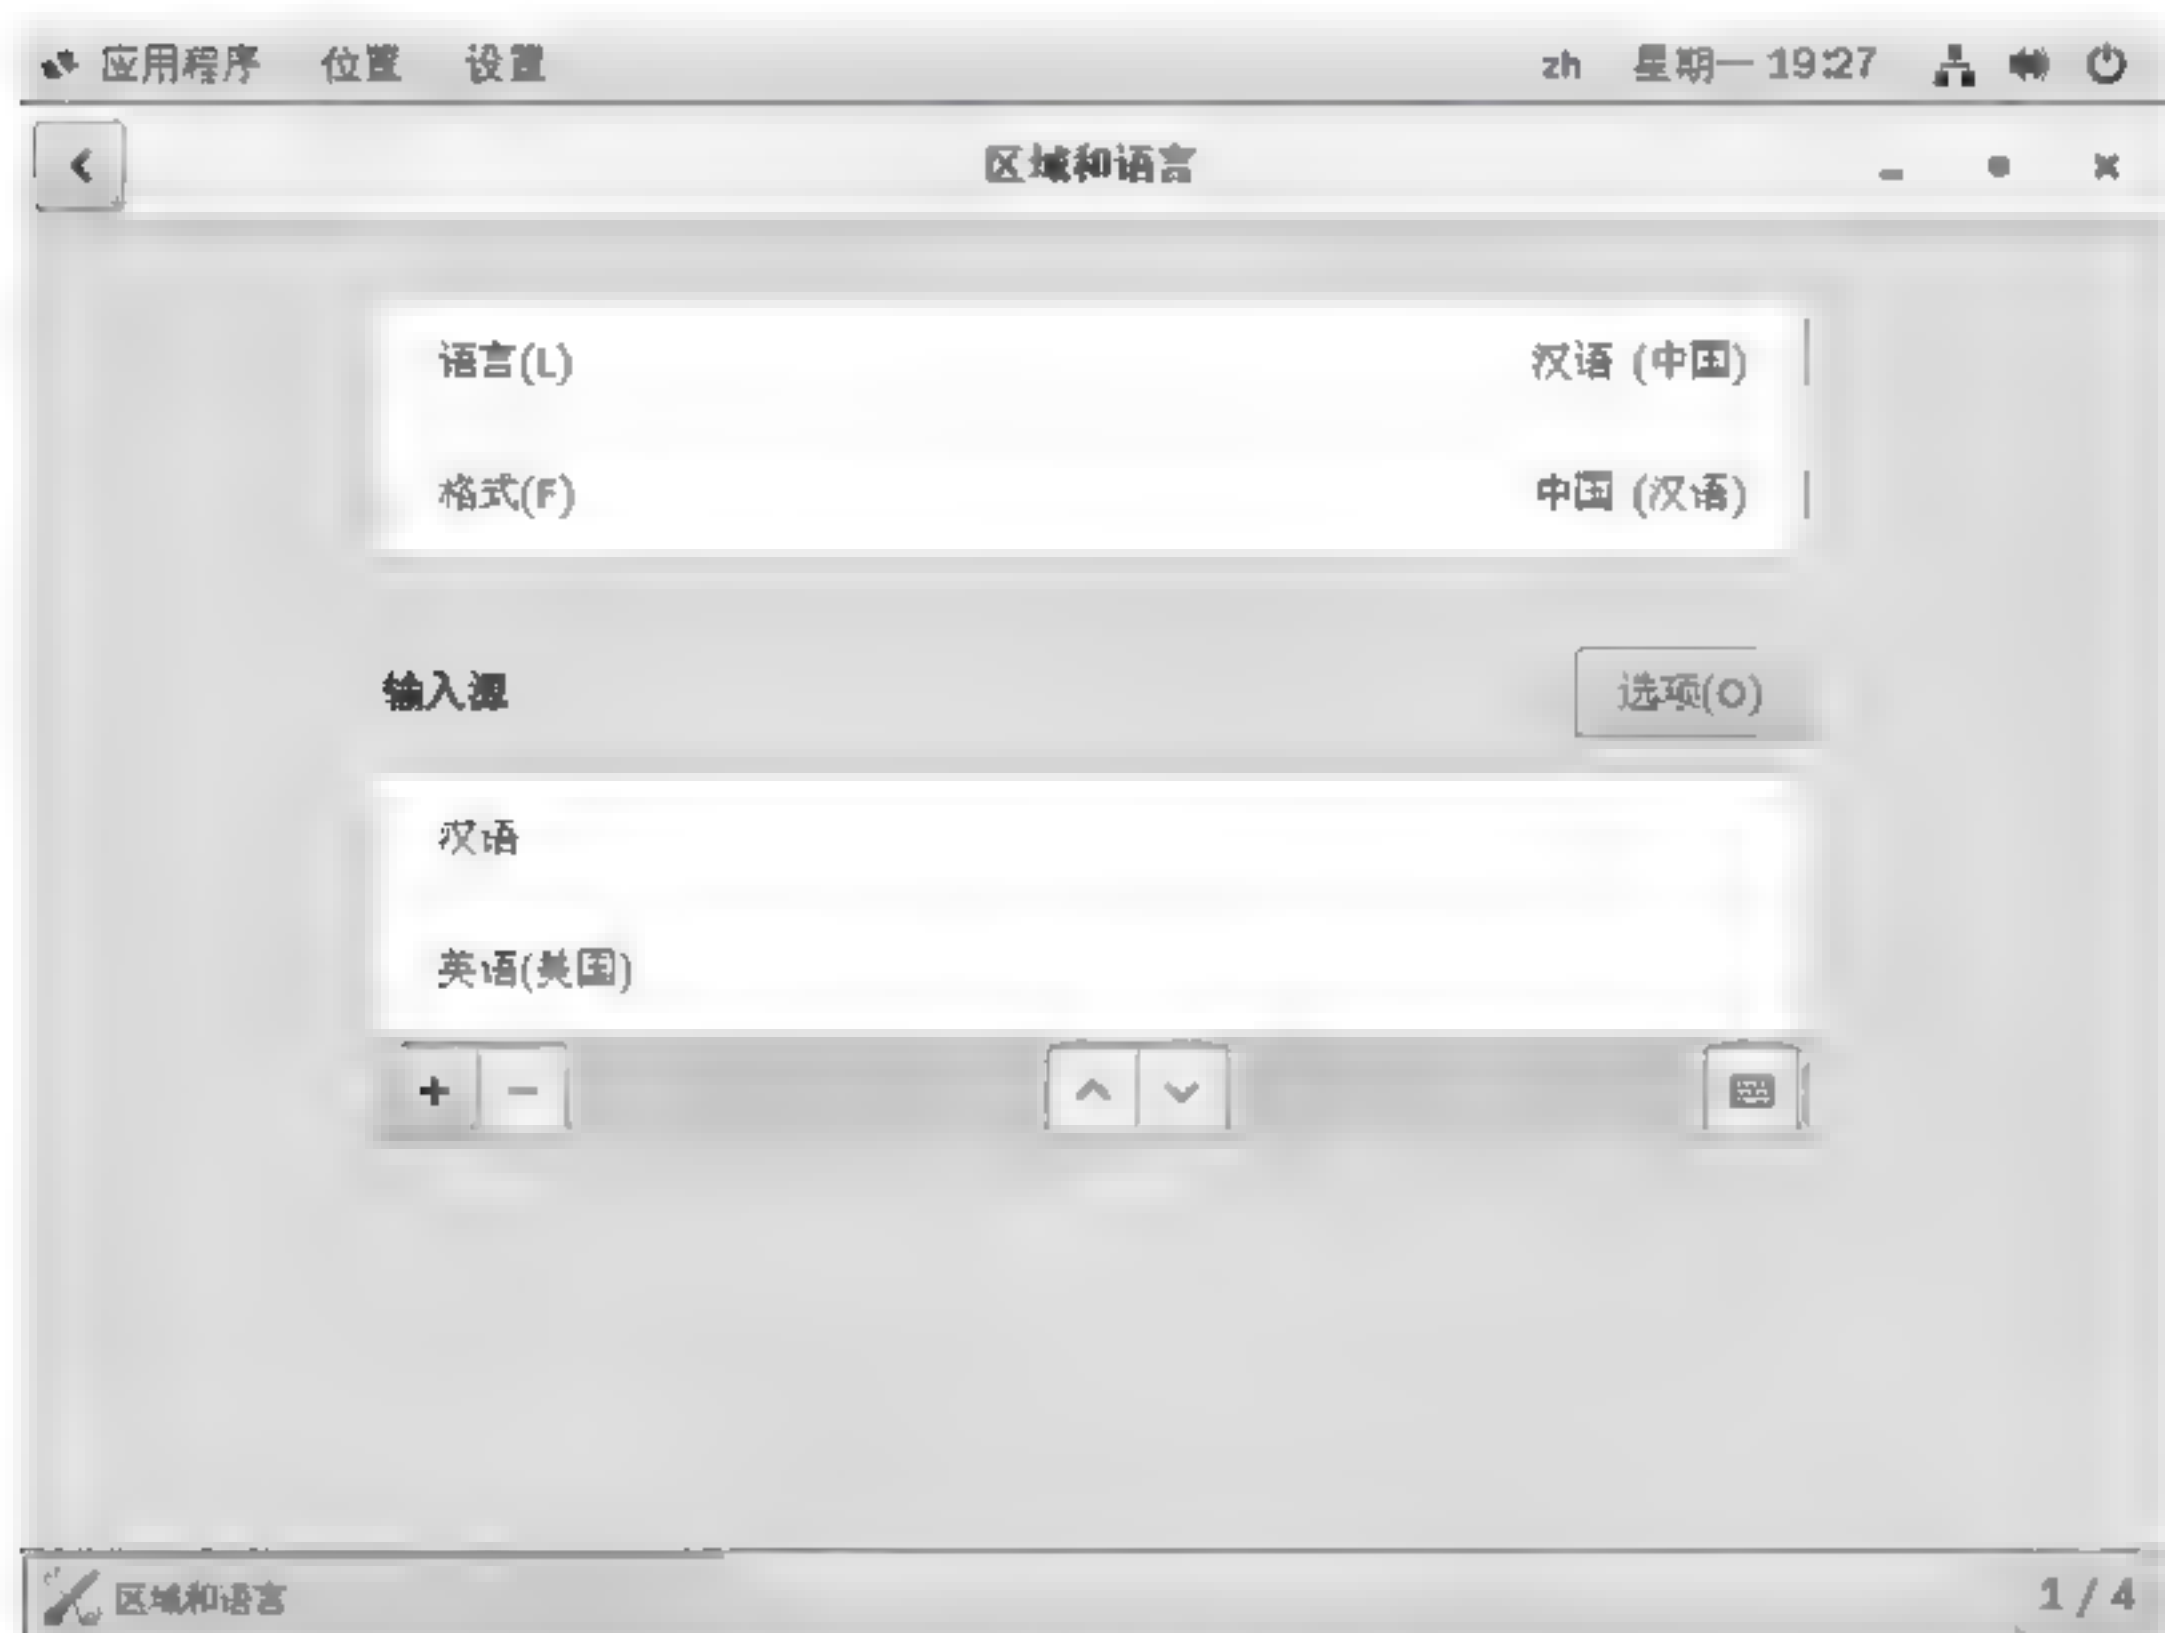 应用程序 位置 设置 zh 星期一 19:27
区域和语言
语言(L) 汉语 (中国)
格式(F) 中国 (汉语)
输入源 选项(O)
汉语
英语(美国)
区域和语言 1 / 4